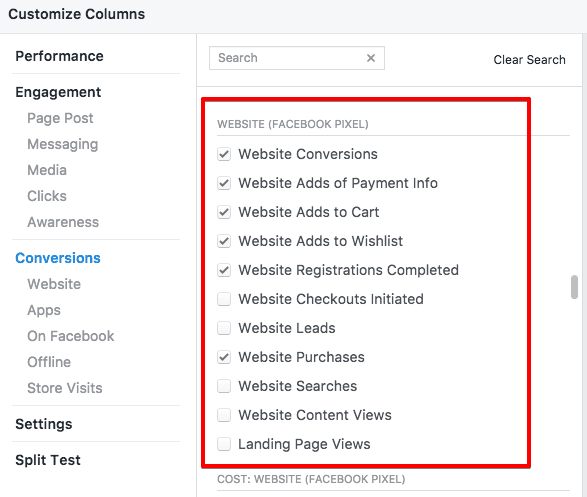 Customize Columns
Performance
Engagement
Page Post
Messaging
Media
Clicks
Awareness
Conversions
Website
Apps
On Facebook
Offline
Store Visits
Settings
Split Test
Search
Clear Search
WEBSITE (FACEBOOK PIXEL)
Website Conversions
Website Adds of Payment Info
Website Adds to Cart
Website Adds to Wishlist
Website Registrations Completed
Website Checkouts Initiated
Website Leads
Website Purchases
Website Searches
Website Content Views
Landing Page Views
COST: WEBSITE (FACEBOOK PIXEL)